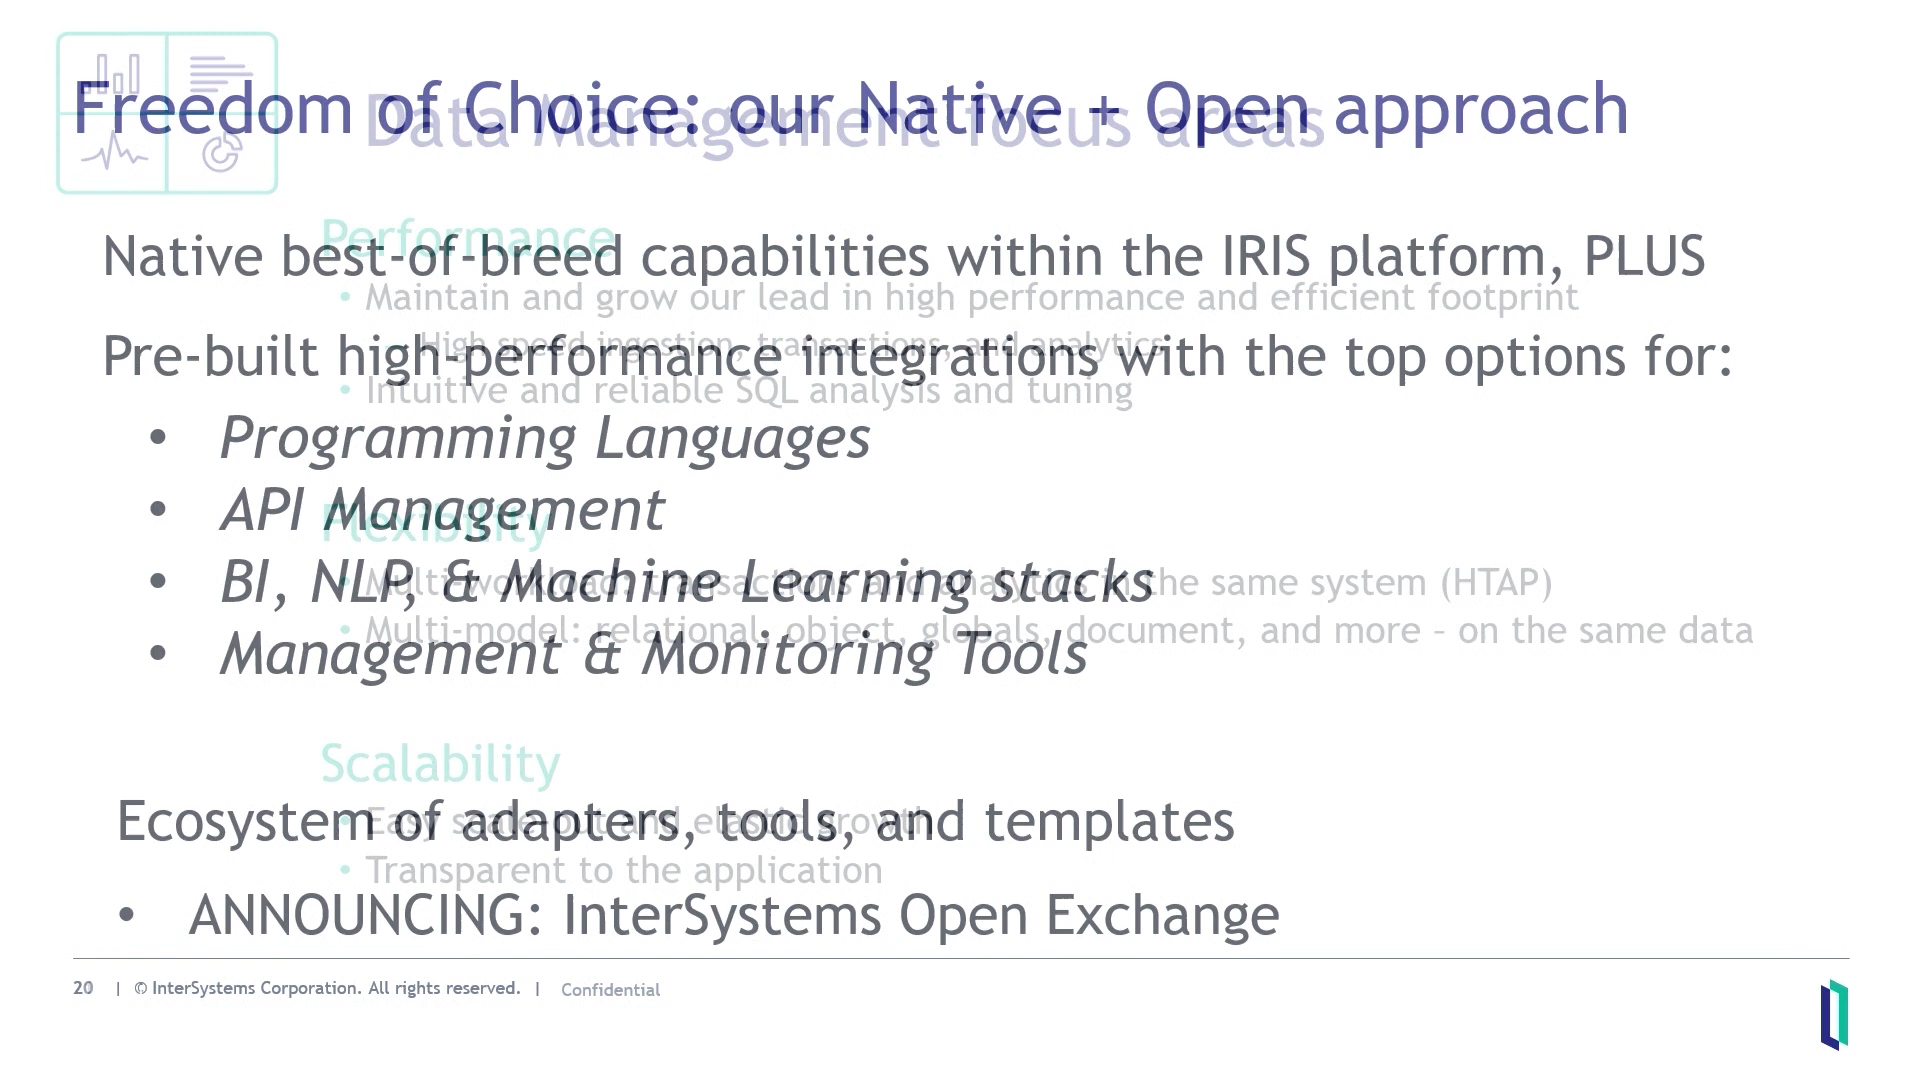 Freedom of Choice: our Native + Open approach
Data Management focus areas
Native best-of-breed capabilities within the IRIS platform, PLUS
Pre-built high-performance integrations with the top options for:
• Programming Languages
• API Management
• BI, NLP, & Machine Learning stacks
• Management & Monitoring Tools
Ecosystem of adapters, tools, and templates
• ANNOUNCING: InterSystems Open Exchange
Performance
• Maintain and grow our lead in high performance and efficient footprint
– High speed ingestion, transactions, and analytics
• Intuitive and reliable SQL analysis and tuning
Flexibility
• Multi-workload: transactions and analytics in the same system (HTAP)
• Multi-model: relational, object, globals, document, and more – on the same data
Scalability
• Easy scale-out and elastic growth
• Transparent to the application
20 | © InterSystems Corporation. All rights reserved. | Confidential